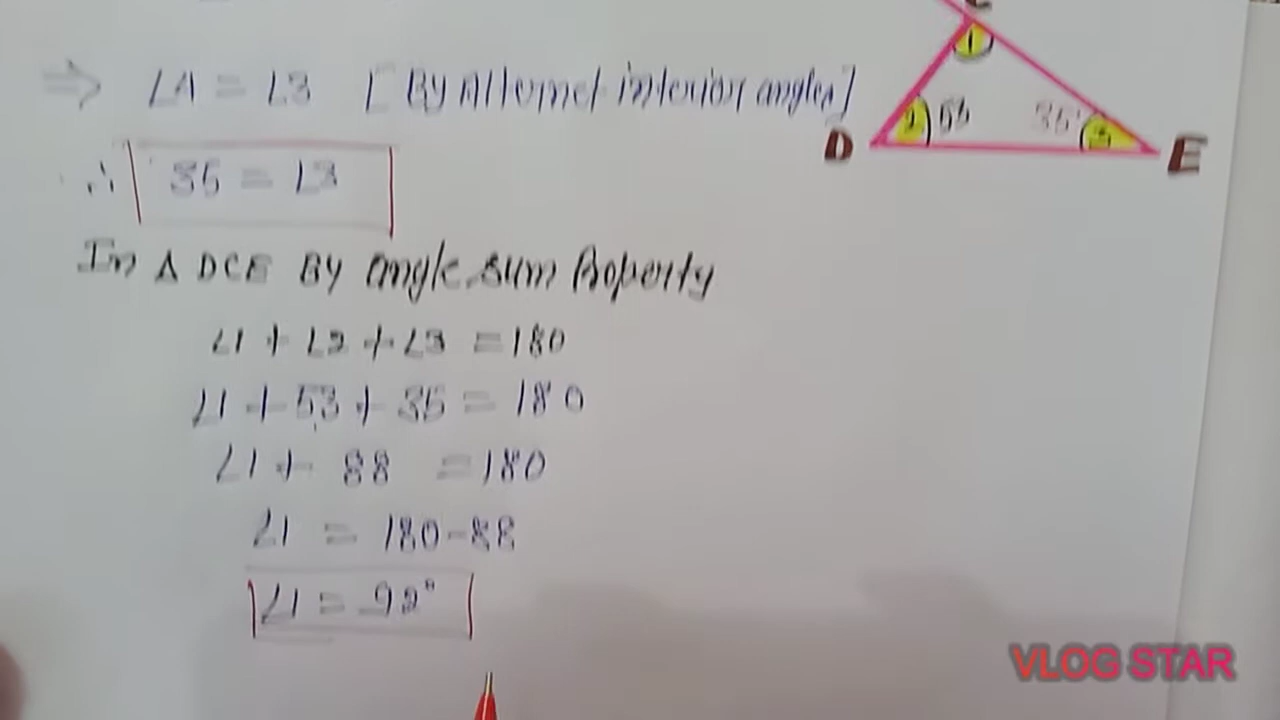 ⇒ ∠A = ∠3 [By Alternet interior angles]
∴ 35 = ∠3
In Δ DCE By angle sum Property
∠1 + ∠2 + ∠3 = 180
∠1 + 53 + 35 = 180
∠1 + 88 = 180
∠1 = 180-88
∠1 = 92°
C
1
2 53 35° 3
D E
VLOG STAR